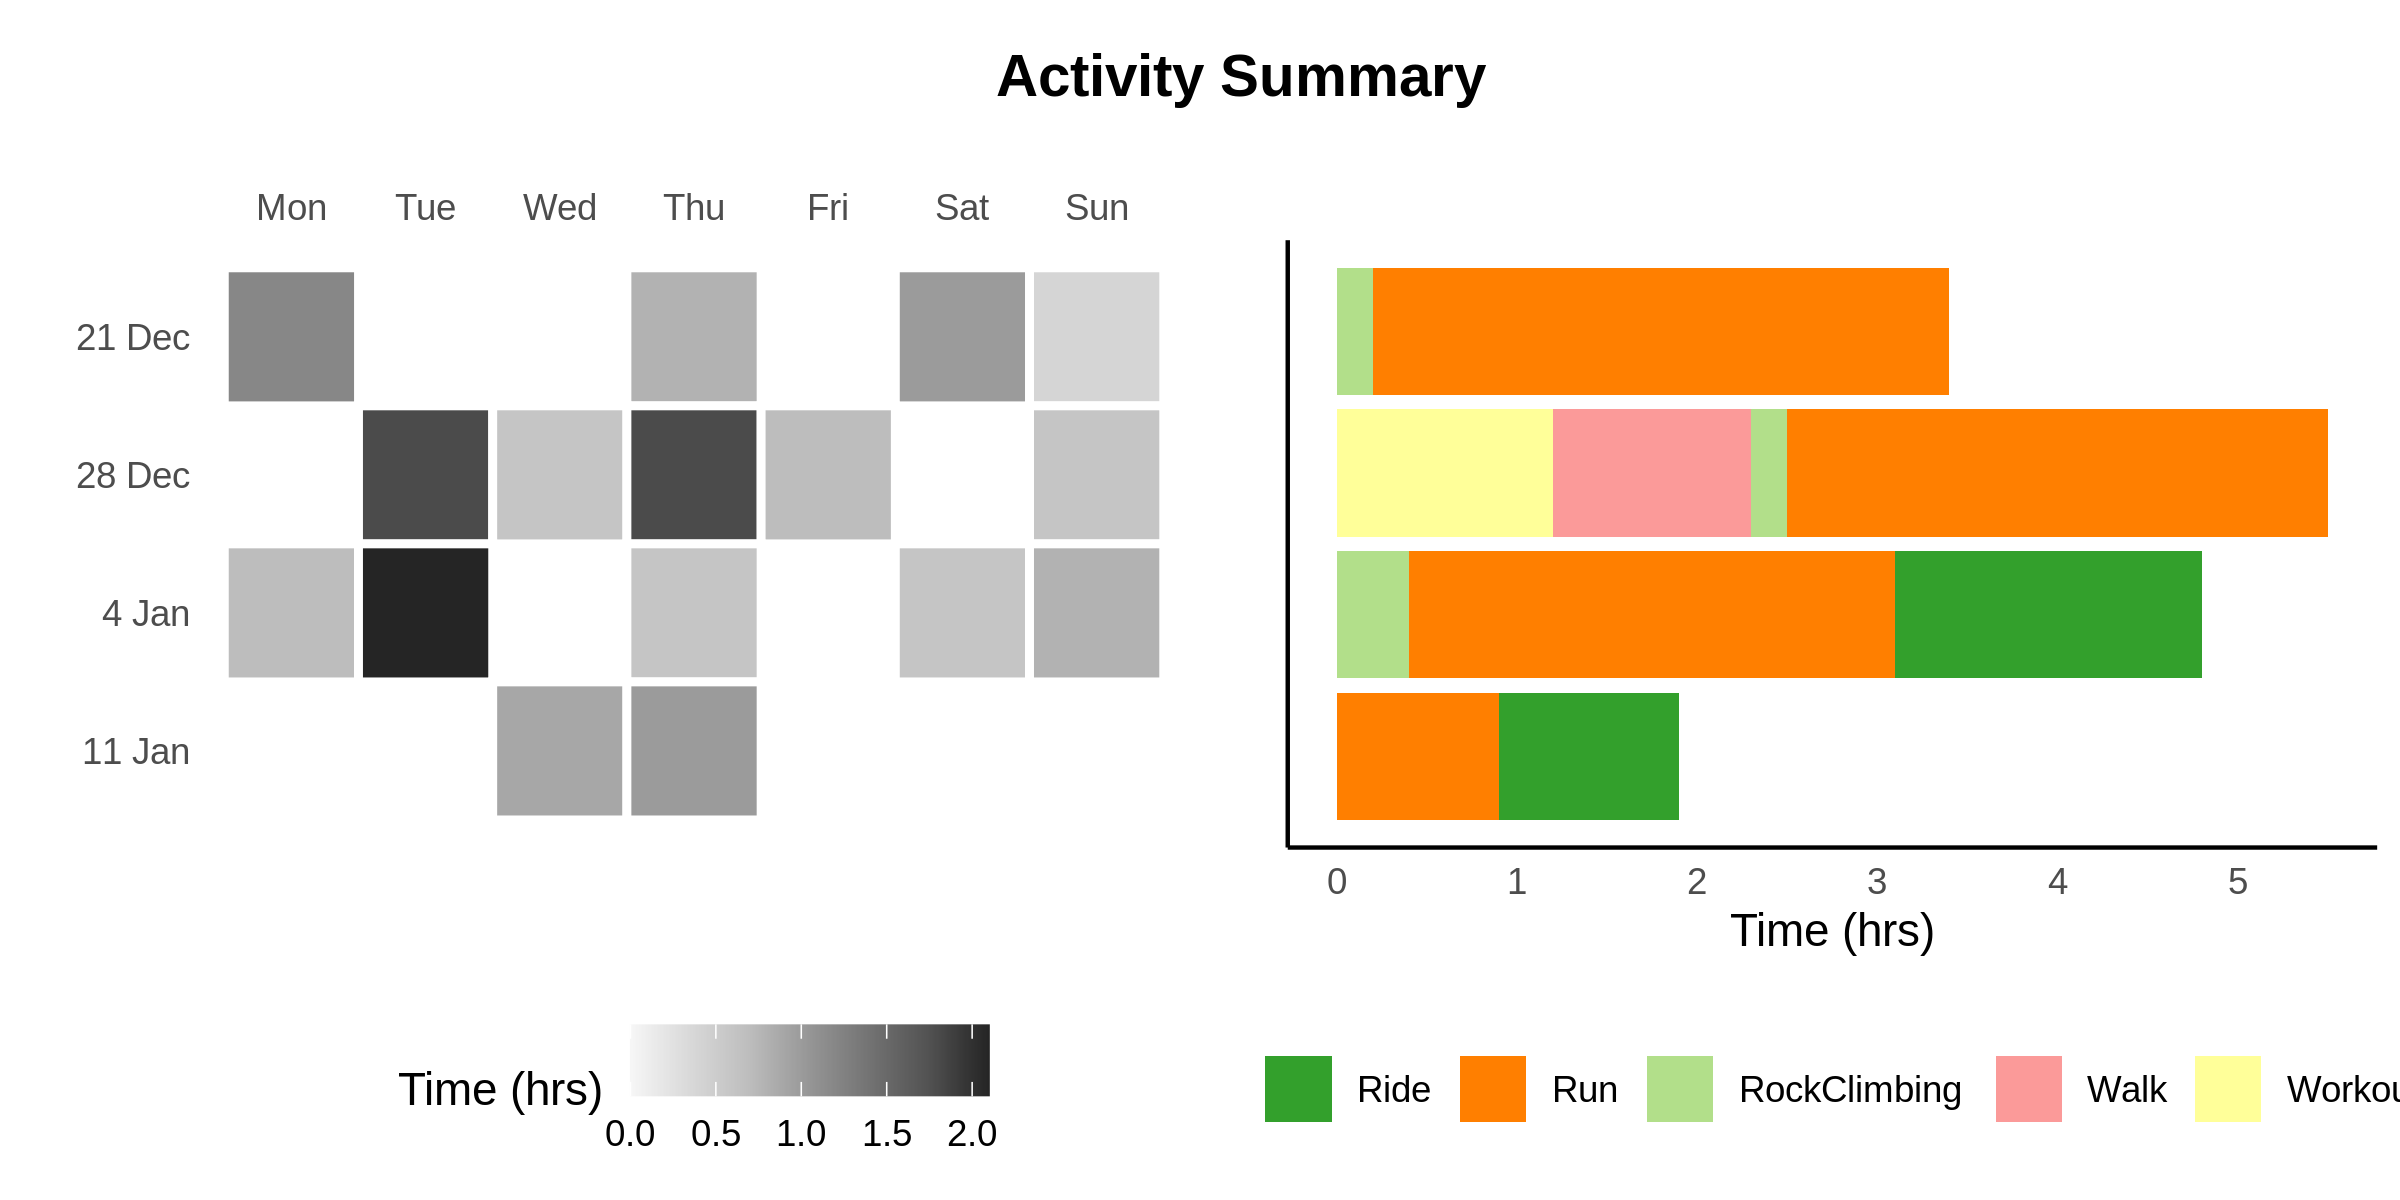 Activity Summary
Mon Tue Wed Thu Fri Sat Sun
21 Dec
28 Dec
4 Jan
11 Jan
0 1 2 3 4 5
Time (hrs)
Time (hrs)
0.0 0.5 1.0 1.5 2.0
Ride Run RockClimbing Walk Workou